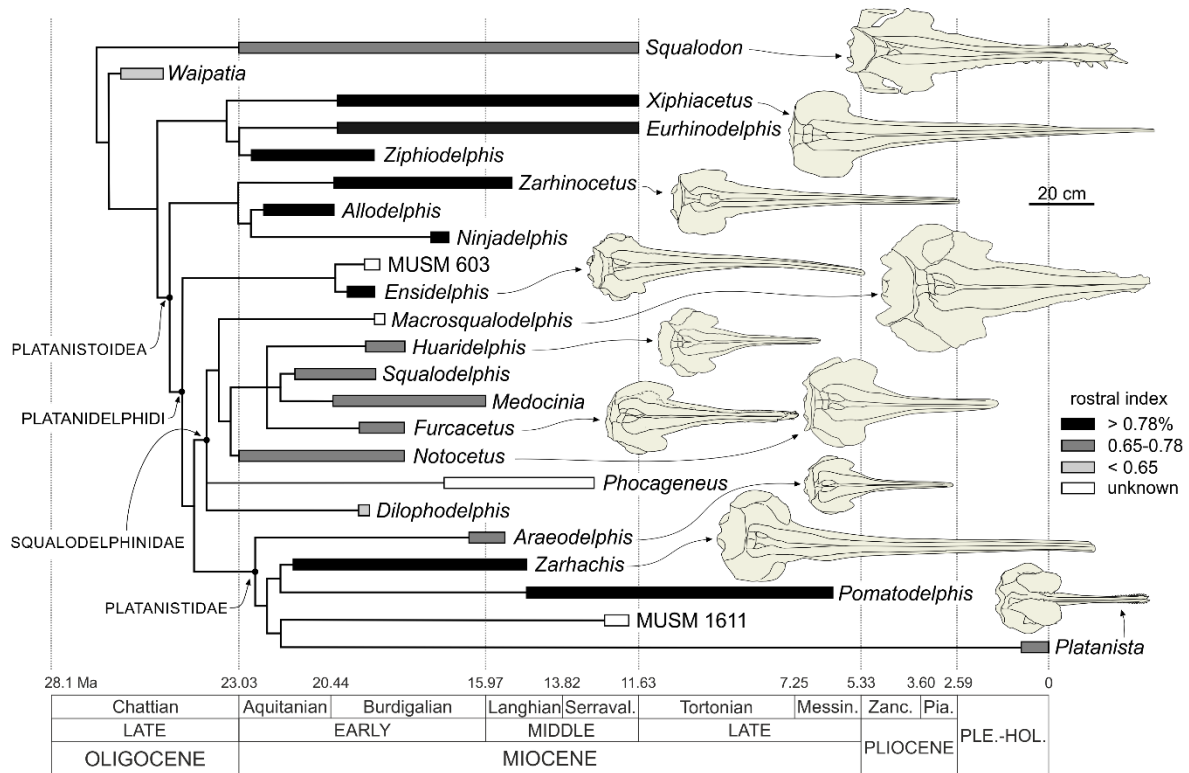 Squalodon
Waipatia
Xiphiacetus
Eurhinodelphis
Ziphiodelphis
Zarhinocetus
20 cm
Allodelphis
Ninjadelphis
MUSM 603
Ensidelphis
Macrosqualodelphis
PLATANISTOIDEA
Huaridelphis
Squalodelphis
Medocinia
PLATANIDELPHIDI
Furcacetus
Notocetus
rostral index
> 0.78%
0.65-0.78
< 0.65
unknown
Phocageneus
Dilophodelphis
SQUALODELPHINIDAE
Araeodelphis
Zarhachis
Pomatodelphis
PLATANISTIDAE
MUSM 1611
Platanista
28.1 Ma 23.03 20.44 15.97 13.82 11.63 7.25 5.33 3.60 2.59 0
Chattian Aquitanian Burdigalian Langhian Serraval. Tortonian Messin. Zanc. Pia.
LATE EARLY MIDDLE LATE PLIOCENE PLE.-HOL.
OLIGOCENE MIOCENE